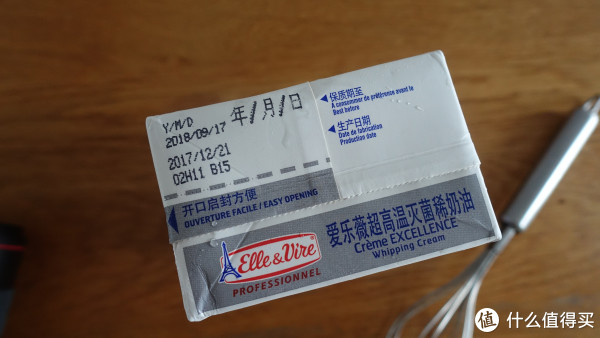 Y/M/D 年/月/日
2018/09/17
2017/12/21
02H11 B15
保质期至
A consommer de préférence avant le
Best before
生产日期
Date de fabrication
Production date
开口启封方便
OUVERTURE FACILE / EASY OPENING
Elle & Vire
PROFESSIONNEL
爱乐薇超高温灭菌稀奶油
Crème EXCELLENCE
Whipping Cream
值 什么值得买